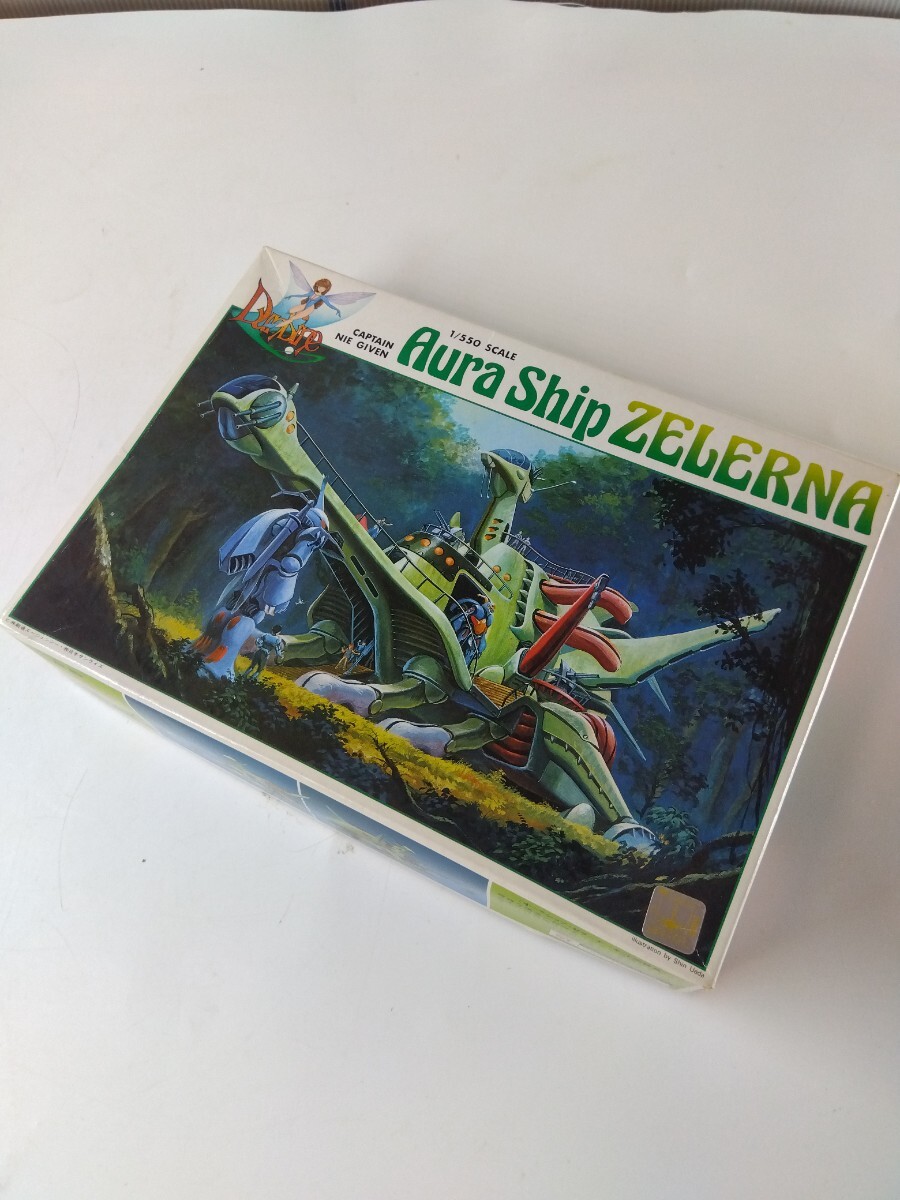 Dunbine
CAPTAIN
NIE GIVEN
1/550 SCALE
Aura Ship ZELERNA
Illustration by Shin Ueda